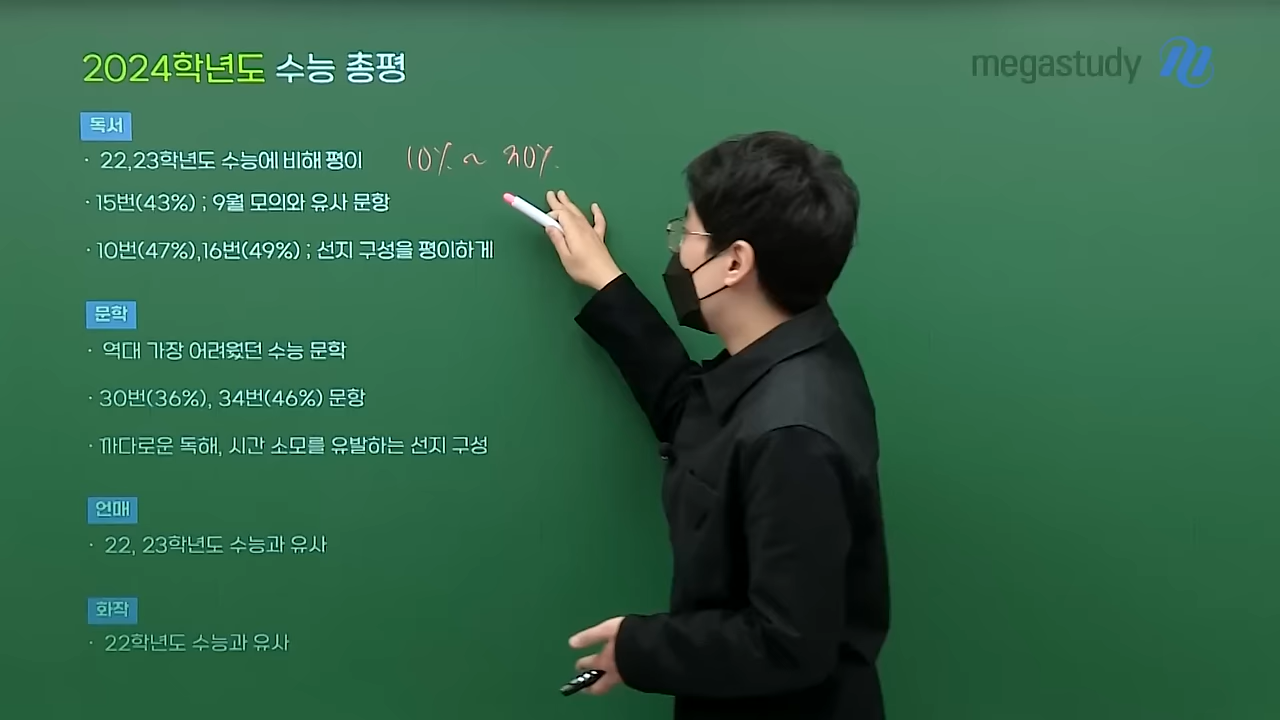 2024학년도 수능 총평
megastudy
독서
· 22,23학년도 수능에 비해 평이 10% ~ 30%
· 15번(43%) ; 9월 모의와 유사 문항
· 10번(47%),16번(49%) ; 선지 구성을 평이하게
문학
· 역대 가장 어려웠던 수능 문학
· 30번(36%), 34번(46%) 문항
· 까다로운 독해, 시간 소모를 유발하는 선지 구성
언매
· 22, 23학년도 수능과 유사
화작
· 22학년도 수능과 유사